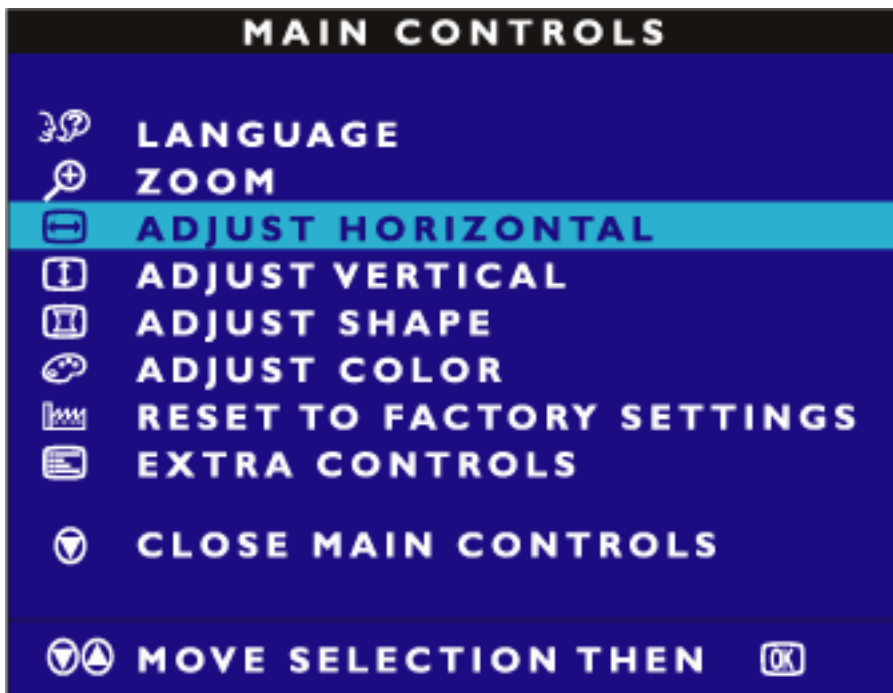 MAIN CONTROLS
LANGUAGE
ZOOM
ADJUST HORIZONTAL
ADJUST VERTICAL
ADJUST SHAPE
ADJUST COLOR
RESET TO FACTORY SETTINGS
EXTRA CONTROLS
CLOSE MAIN CONTROLS
MOVE SELECTION THEN OK